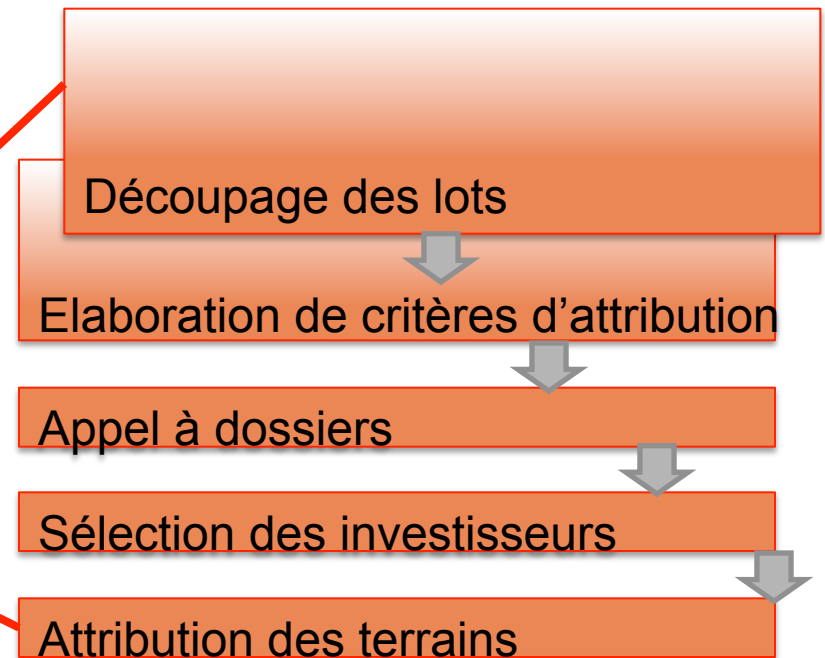 Découpage des lots
Elaboration de critères d’attribution
Appel à dossiers
Sélection des investisseurs
Attribution des terrains